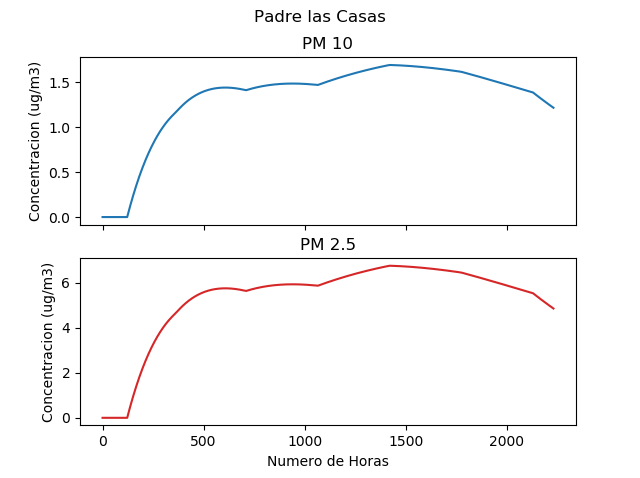 Padre las Casas
PM 10
Concentracion (ug/m3)
1.5
1.0
0.5
0.0
PM 2.5
Concentracion (ug/m3)
6
4
2
0
0 500 1000 1500 2000
Numero de Horas